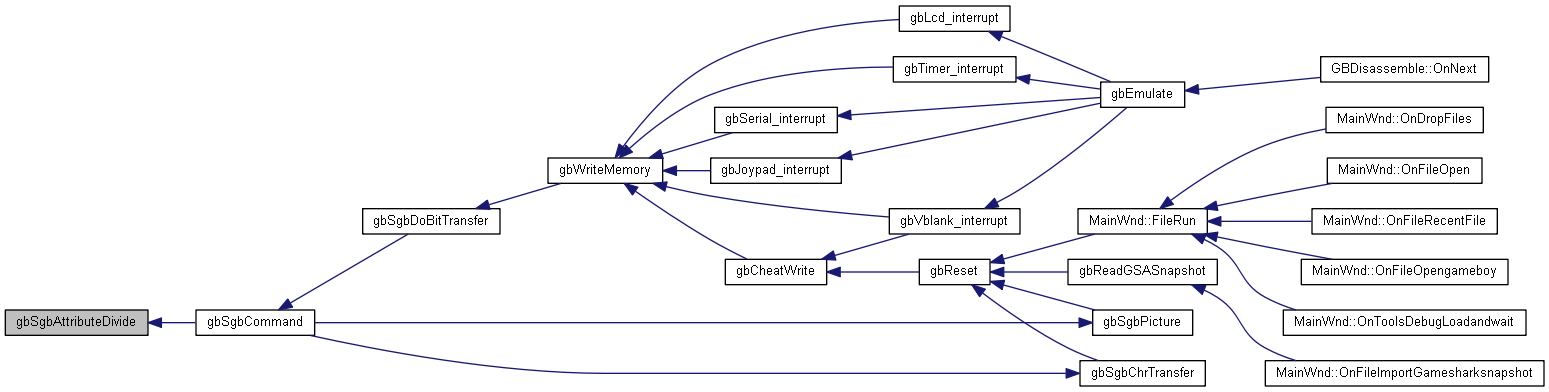 gbLcd_interrupt
gbTimer_interrupt
GBDisassemble::OnNext
gbEmulate
gbSerial_interrupt
MainWnd::OnDropFiles
gbWriteMemory
gbJoypad_interrupt
MainWnd::OnFileOpen
gbSgbDoBitTransfer
gbVblank_interrupt
MainWnd::FileRun
MainWnd::OnFileRecentFile
gbCheatWrite
gbReset
gbReadGSASnapshot
MainWnd::OnFileOpengameboy
gbSgbAttributeDivide
gbSgbCommand
gbSgbPicture
MainWnd::OnToolsDebugLoadandwait
gbSgbChrTransfer
MainWnd::OnFileImportGamesharksnapshot